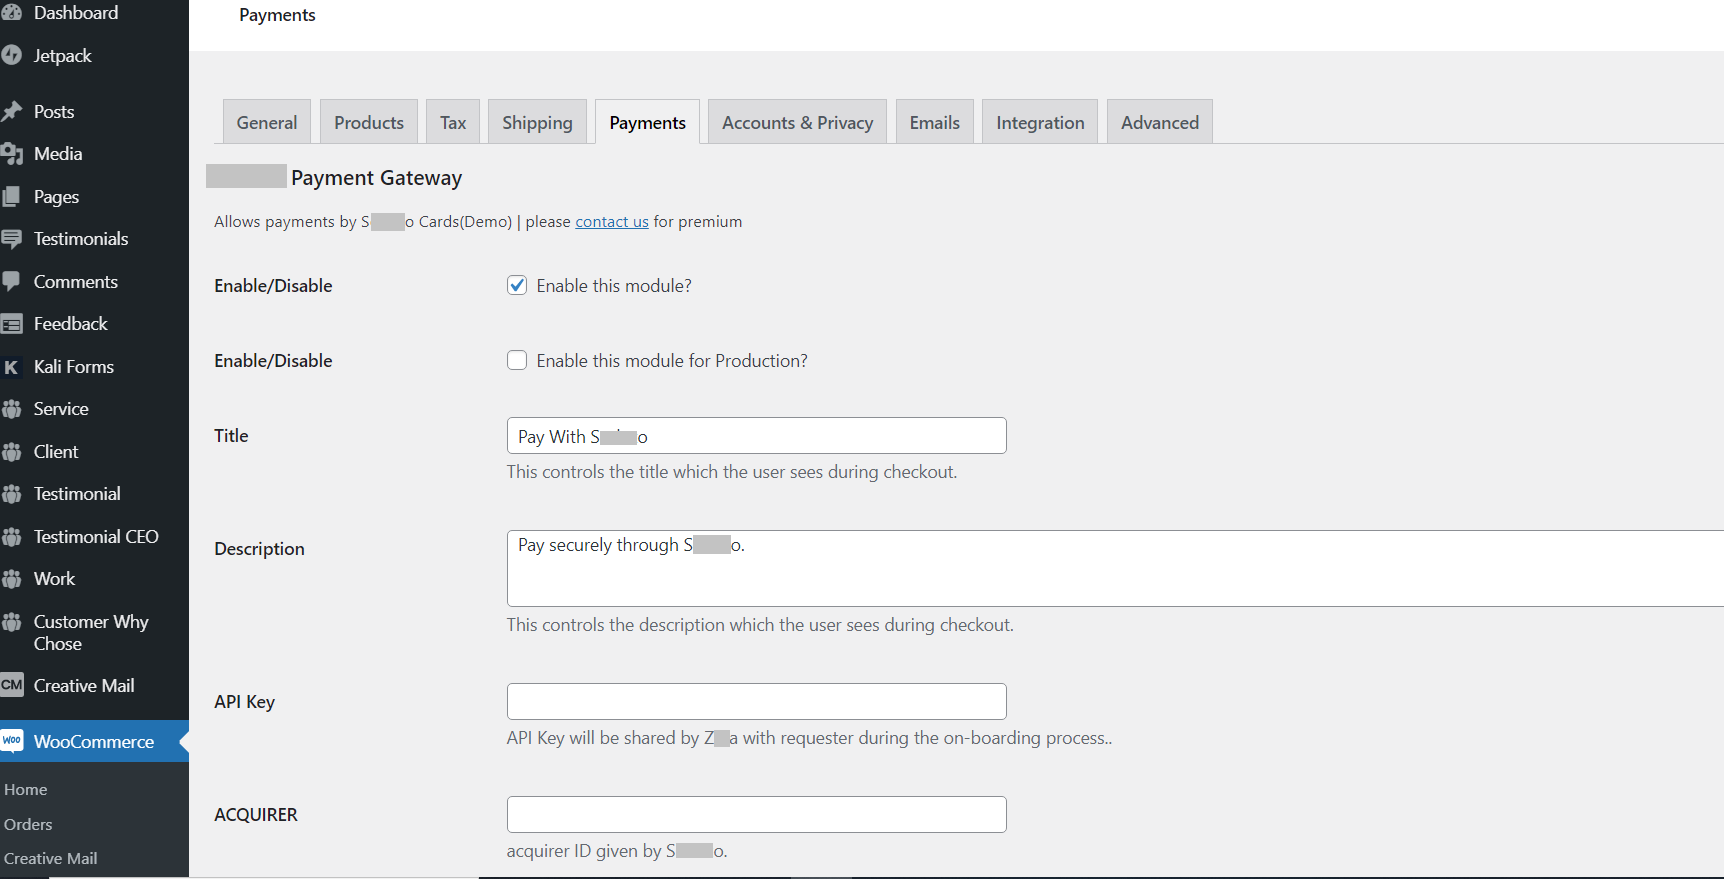 Dashboard
Jetpack
Posts
Media
Pages
Testimonials
Comments
Feedback
K Kali Forms
Service
Client
Testimonial
Testimonial CEO
Work
Customer Why
Chose
CM Creative Mail
Woo WooCommerce
Home
Orders
Creative Mail
Payments
General Products Tax Shipping Payments Accounts & Privacy Emails Integration Advanced
Payment Gateway
Allows payments by S o Cards(Demo) | please contact us for premium
Enable/Disable Enable this module?
Enable/Disable Enable this module for Production?
Title Pay With S o
This controls the title which the user sees during checkout.
Description Pay securely through S o.
This controls the description which the user sees during checkout.
API Key
API Key will be shared by Z a with requester during the on-boarding process..
ACQUIRER
acquirer ID given by S o.